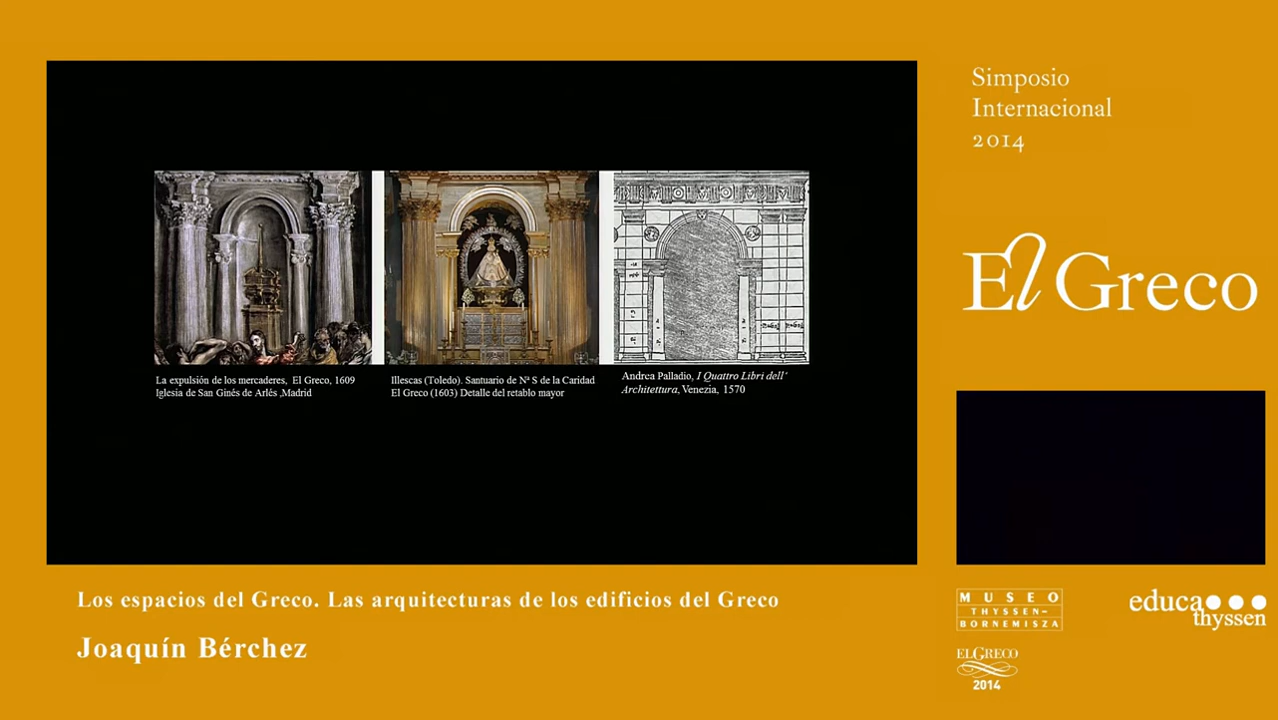 Simposio
Internacional
2014
El Greco
La expulsión de los mercaderes, El Greco, 1609
Iglesia de San Ginés de Arlés ,Madrid
Illescas (Toledo). Santuario de Nª S de la Caridad
El Greco (1603) Detalle del retablo mayor
Andrea Palladio, I Quattro Libri dell'
Architettura, Venezia, 1570
Los espacios del Greco. Las arquitecturas de los edificios del Greco
Joaquín Bérchez
MUSEO
THYSSEN-
BORNEMISZA
educa
thyssen
ELGRECO
2014